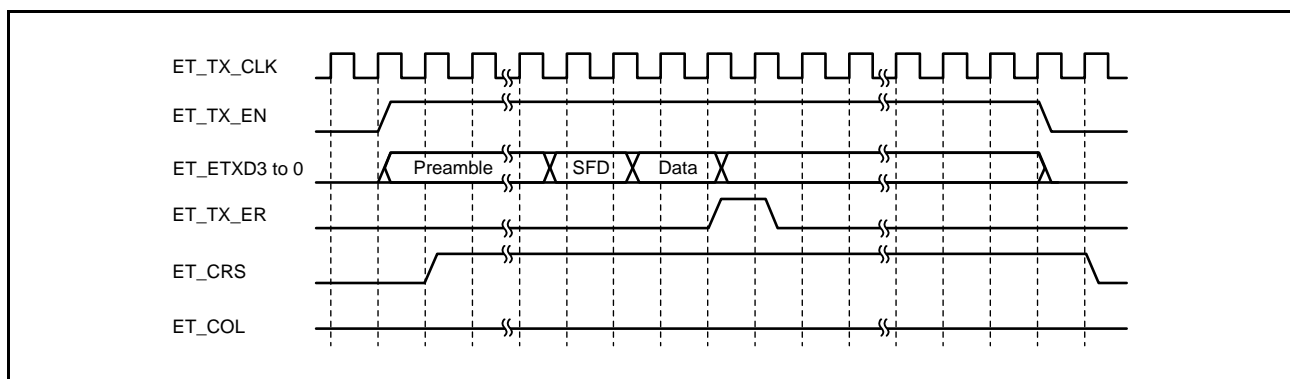 ET_TX_CLK
ET_TX_EN
ET_ETXD3 to 0
Preamble
SFD
Data
ET_TX_ER
ET_CRS
ET_COL